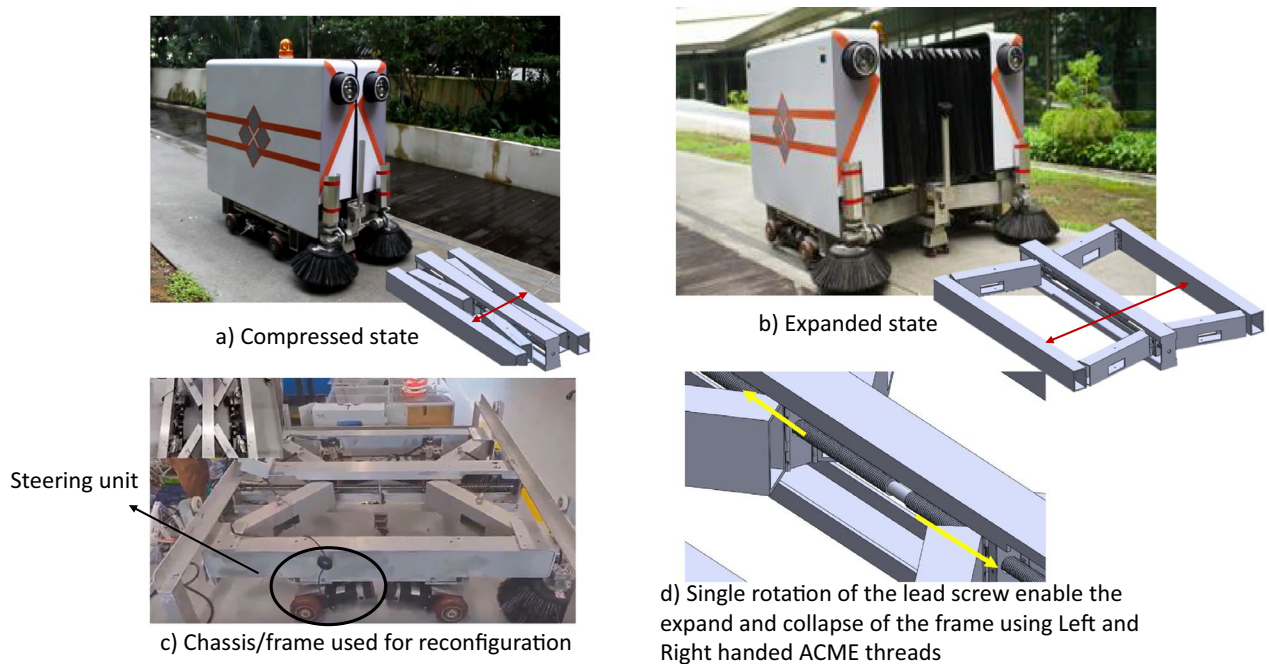 a) Compressed state
b) Expanded state
Steering unit
c) Chassis/frame used for reconfiguration
d) Single rotation of the lead screw enable the
expand and collapse of the frame using Left and
Right handed ACME threads